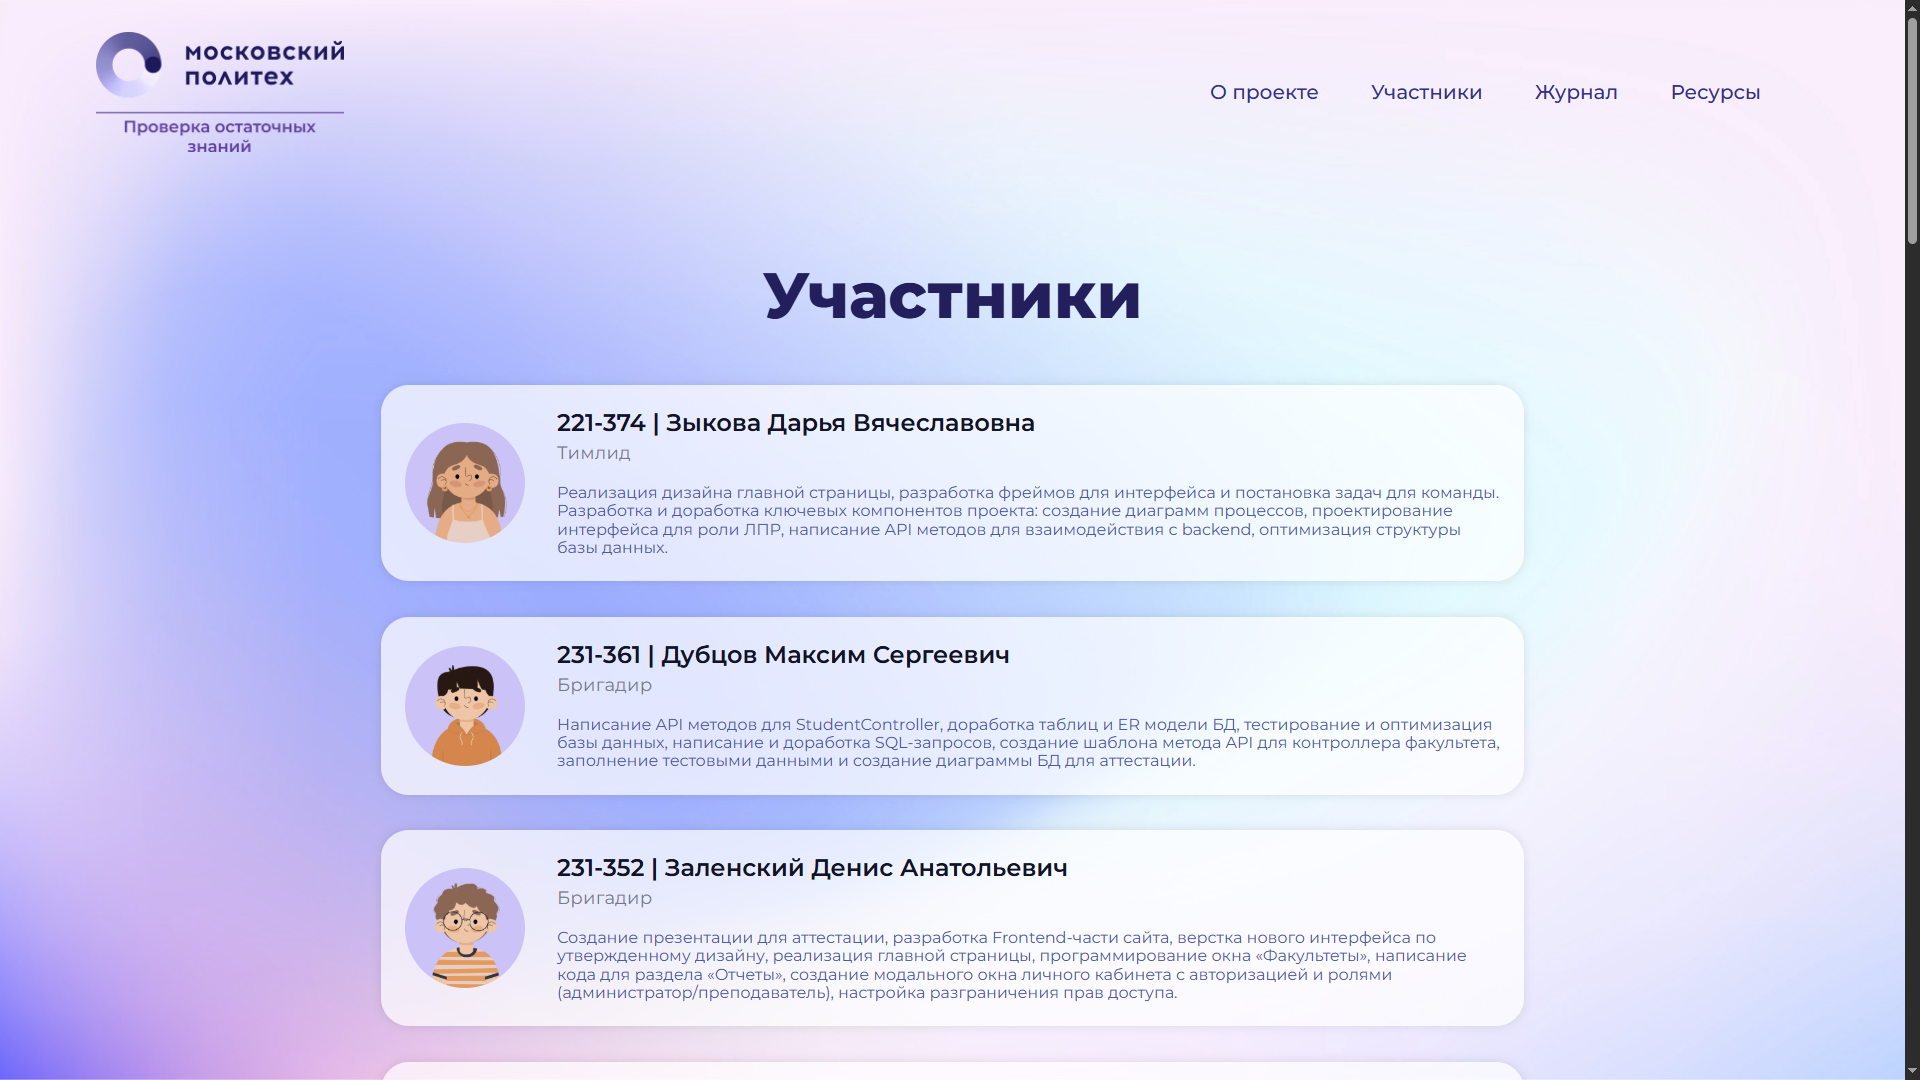 московский
политех
Проверка остаточных
знаний
О проекте
Участники
Журнал
Ресурсы
Участники
221-374 | Зыкова Дарья Вячеславовна
Тимлид
Реализация дизайна главной страницы, разработка фреймов для интерфейса и постановка задач для команды.
Разработка и доработка ключевых компонентов проекта: создание диаграмм процессов, проектирование
интерфейса для роли ЛПР, написание API методов для взаимодействия с backend, оптимизация структуры
базы данных.
231-361 | Дубцов Максим Сергеевич
Бригадир
Написание API методов для StudentController, доработка таблиц и ER модели БД, тестирование и оптимизация
базы данных, написание и доработка SQL-запросов, создание шаблона метода API для контроллера факультета,
заполнение тестовыми данными и создание диаграммы БД для аттестации.
231-352 | Заленский Денис Анатольевич
Бригадир
Создание презентации для аттестации, разработка Frontend-части сайта, верстка нового интерфейса по
утвержденному дизайну, реализация главной страницы, программирование окна «Факультеты», написание
кода для раздела «Отчеты», создание модального окна личного кабинета с авторизацией и ролями
(администратор/преподаватель), настройка разграничения прав доступа.